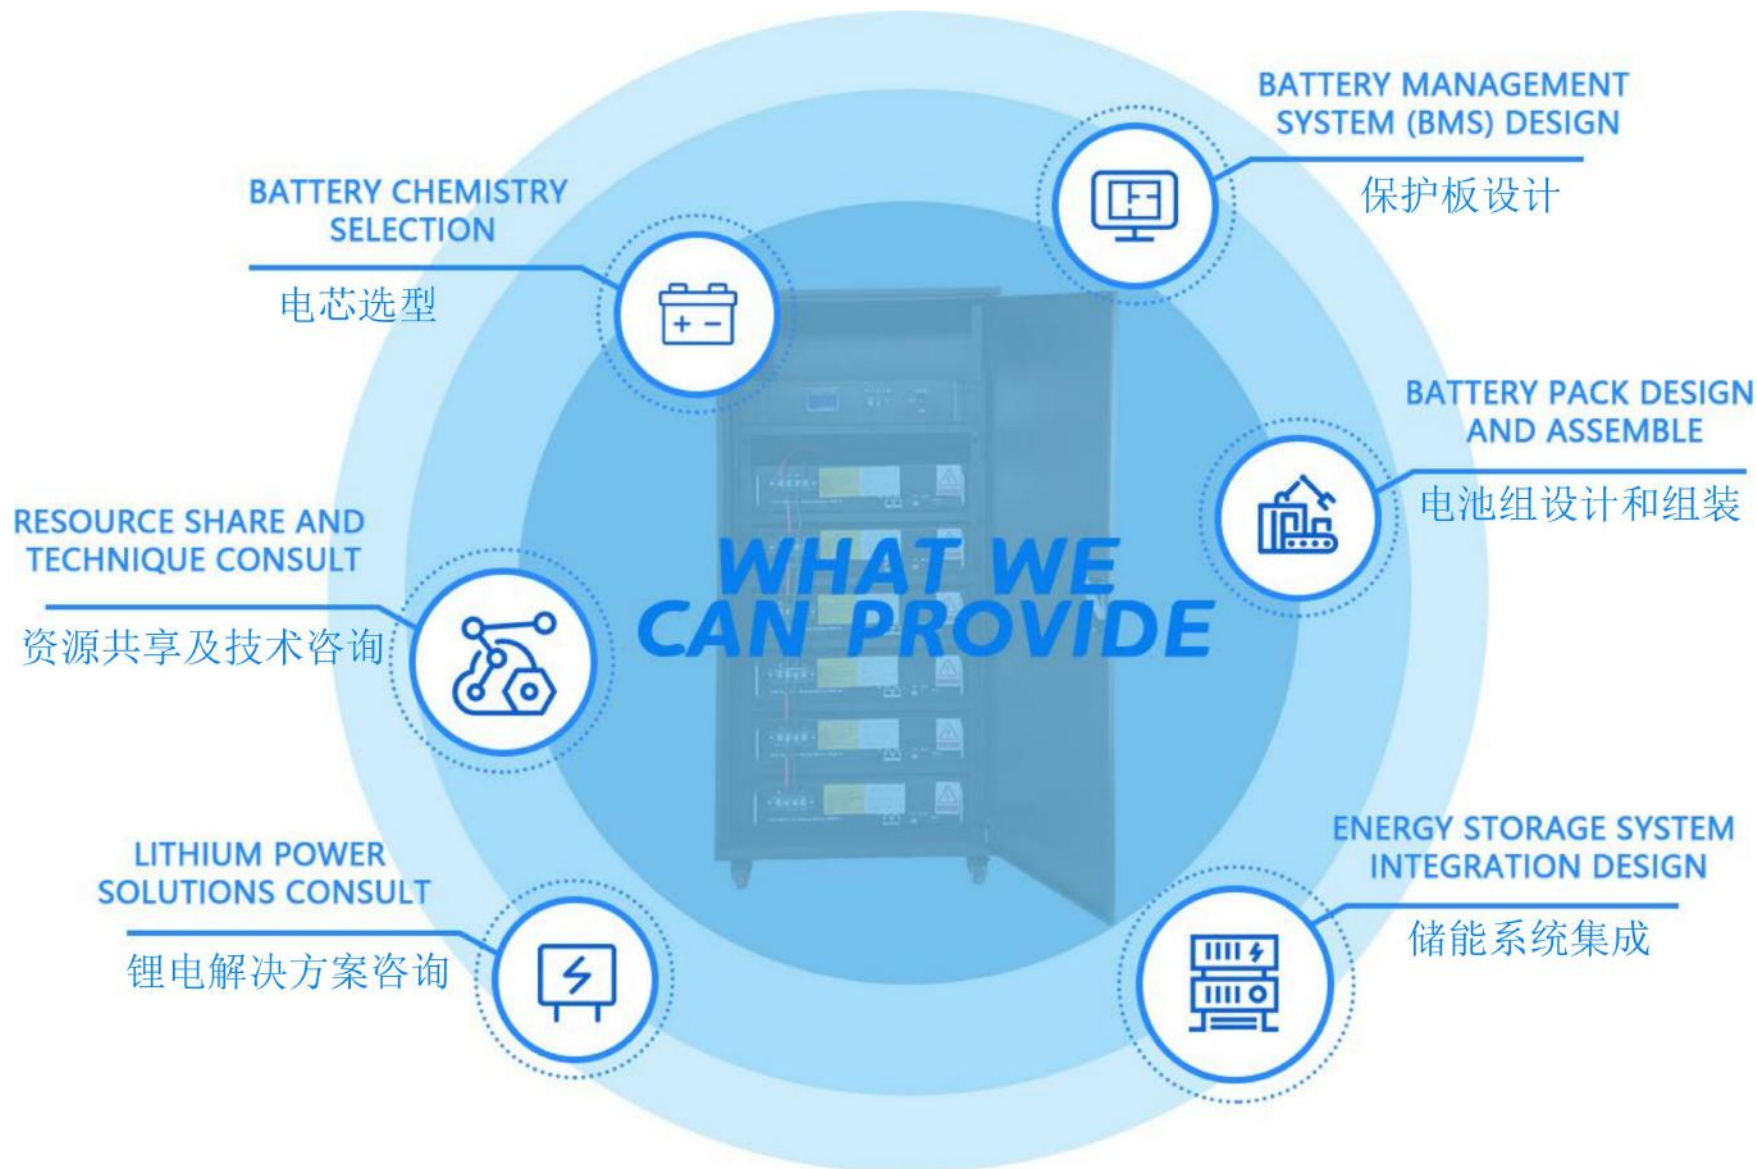 BATTERY MANAGEMENT
SYSTEM (BMS) DESIGN
保护板设计
BATTERY CHEMISTRY
SELECTION
电芯选型
BATTERY PACK DESIGN
AND ASSEMBLE
电池组设计和组装
RESOURCE SHARE AND
TECHNIQUE CONSULT
资源共享及技术咨询
WHAT WE
CAN PROVIDE
ENERGY STORAGE SYSTEM
INTEGRATION DESIGN
储能系统集成
LITHIUM POWER
SOLUTIONS CONSULT
锂电解决方案咨询